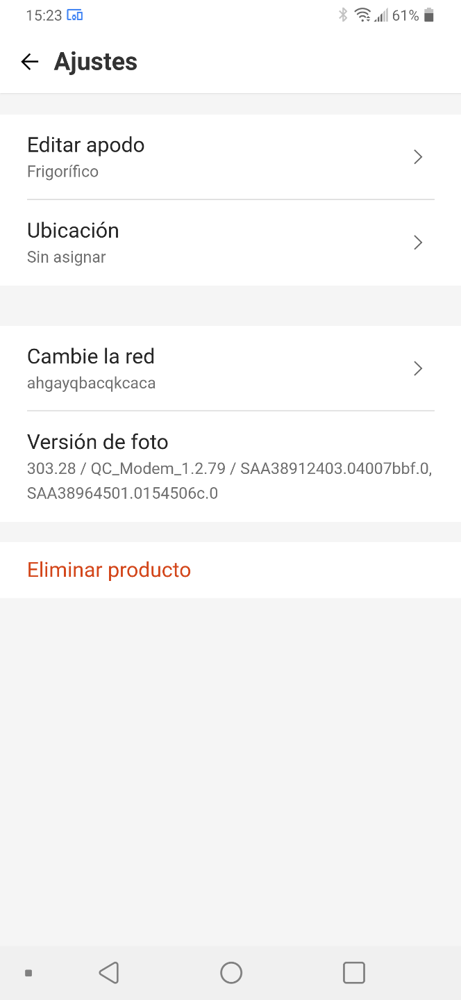 15:23 61%
Ajustes
Editar apodo
Frigorífico
Ubicación
Sin asignar
Cambie la red
ahgayqbacqkcaca
Versión de foto
303.28 / QC_Modem_1.2.79 / SAA38912403.04007bbf.0,
SAA38964501.0154506c.0
Eliminar producto